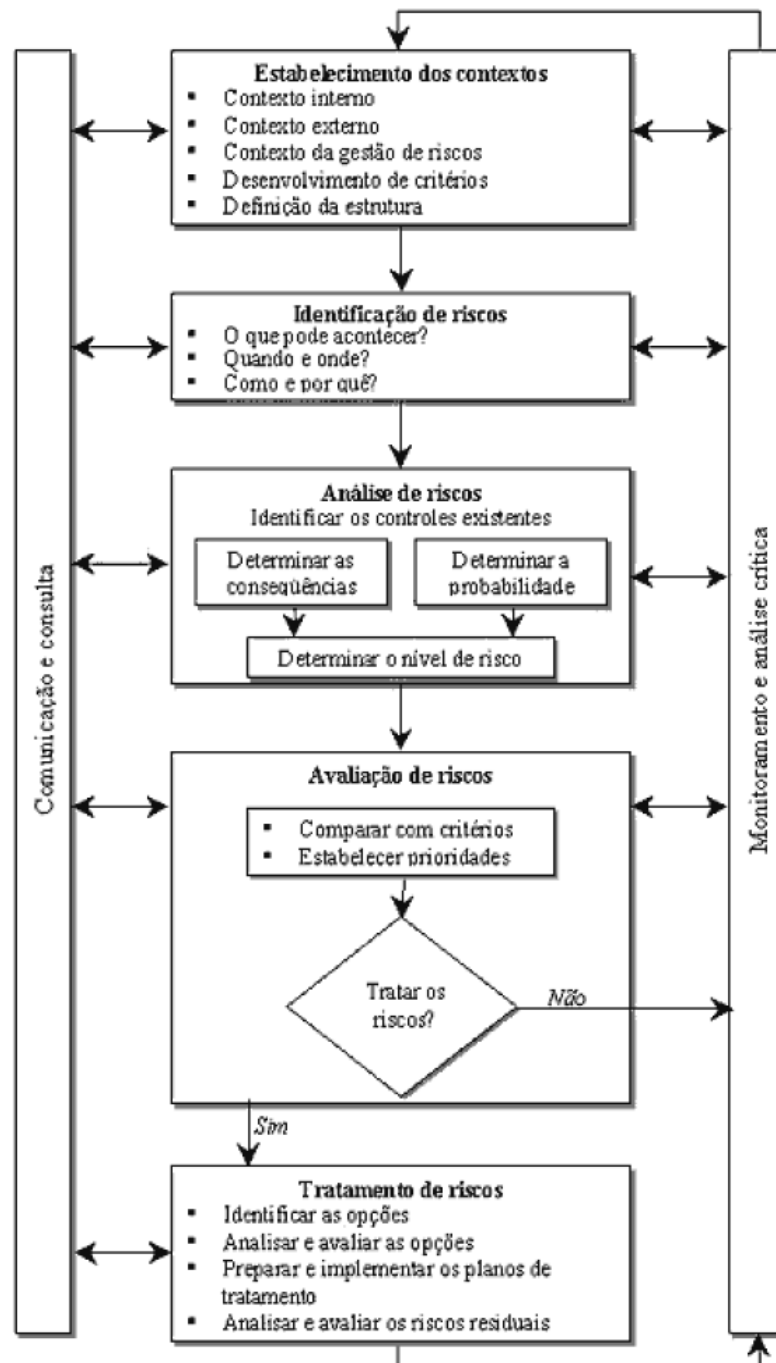 Estabelecimento dos contextos
▪ Contexto interno
▪ Contexto externo
▪ Contexto da gestão de riscos
▪ Desenvolvimento de critérios
▪ Definição da estrutura
Identificação de riscos
▪ O que pode acontecer?
▪ Quando e onde?
▪ Como e por quê?
Análise de riscos
Identificar os controles existentes
Determinar as
conseqüências
Determinar a
probabilidade
Determinar o nível de risco
Avaliação de riscos
▪ Comparar com critérios
▪ Estabelecer prioridades
Tratar os
riscos?
Não
Sim
Tratamento de riscos
▪ Identificar as opções
▪ Analisar e avaliar as opções
▪ Preparar e implementar os planos de
tratamento
▪ Analisar e avaliar os riscos residuais
Comunicação e consulta
Monitoramento e análise crítica